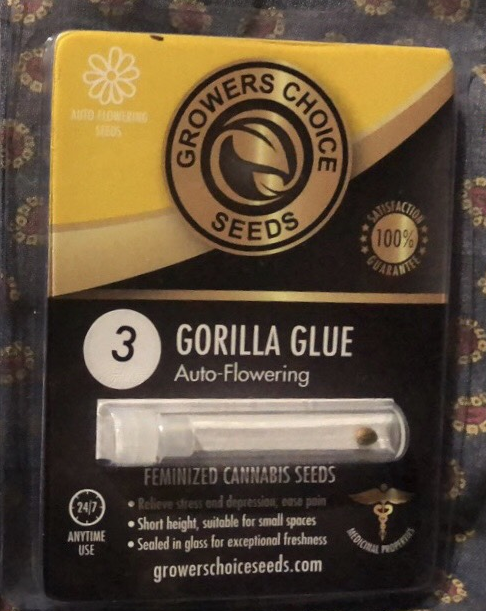 GROWERS CHOICE
SEEDS
AUTO FLOWERING
SEEDS
SATISFACTION
100%
GUARANTEE
3
GORILLA GLUE
Auto-Flowering
FEMINIZED CANNABIS SEEDS
24/7
ANYTIME
USE
• Relieve stress and depression, ease pain
• Short height, suitable for small spaces
• Sealed in glass for exceptional freshness
MEDICINAL PROPERTIES
growerschoiceseeds.com